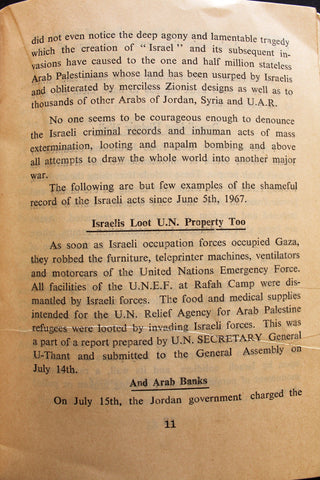 did not even notice the deep agony and lamentable tragedy
which the creation of "Israel" and its subsequent in-
vasions have caused to the one and half million stateless
Arab Palestinians whose land has been usurped by Israelis
and obliterated by merciless Zionist designs as well as to
thousands of other Arabs of Jordan, Syria and U.A.R.
No one seems to be courageous enough to denounce
the Israeli criminal records and inhuman acts of mass
extermination, looting and napalm bombing and above
all attempts to draw the whole world into another major
war.
The following are but few examples of the shameful
record of the Israeli acts since June 5th, 1967.
Israelis Loot U.N. Property Too
As soon as Israeli occupation forces occupied Gaza,
they robbed the furniture, teleprinter machines, ventilators
and motorcars of the United Nations Emergency Force.
All facilities of the U.N.E.F. at Rafah Camp were dis-
mantled by Israeli forces. The food and medical supplies
intended for the U.N. Relief Agency for Arab Palestine
refugees were looted by invading Israeli forces. This was
a part of a report prepared by U.N. SECRETARY General
U-Thant and submitted to the General Assembly on
July 14th.
And Arab Banks
On July 15th, the Jordan government charged the
11